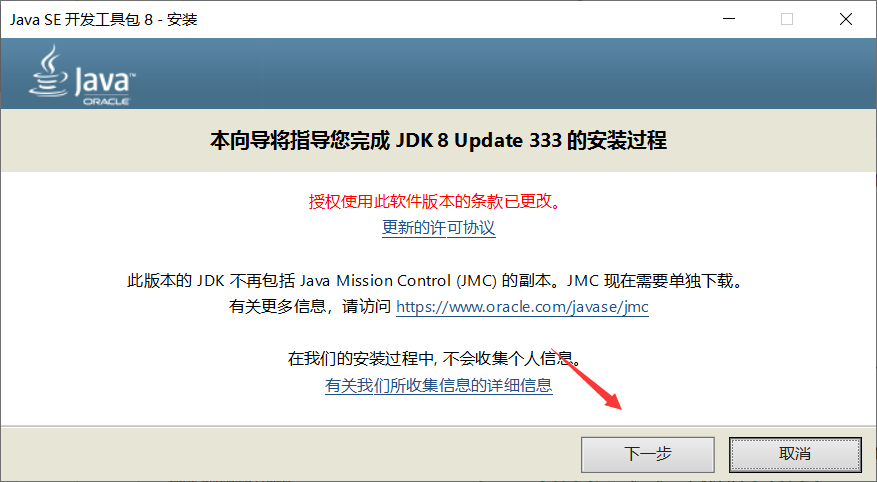 Java SE 开发工具包 8 - 安装
Java™
ORACLE
本向导将指导您完成 JDK 8 Update 333 的安装过程
授权使用此软件版本的条款已更改。
更新的许可协议
此版本的 JDK 不再包括 Java Mission Control (JMC) 的副本。JMC 现在需要单独下载。
有关更多信息，请访问 https://www.oracle.com/javase/jmc
在我们的安装过程中, 不会收集个人信息。
有关我们所收集信息的详细信息
下一步
取消